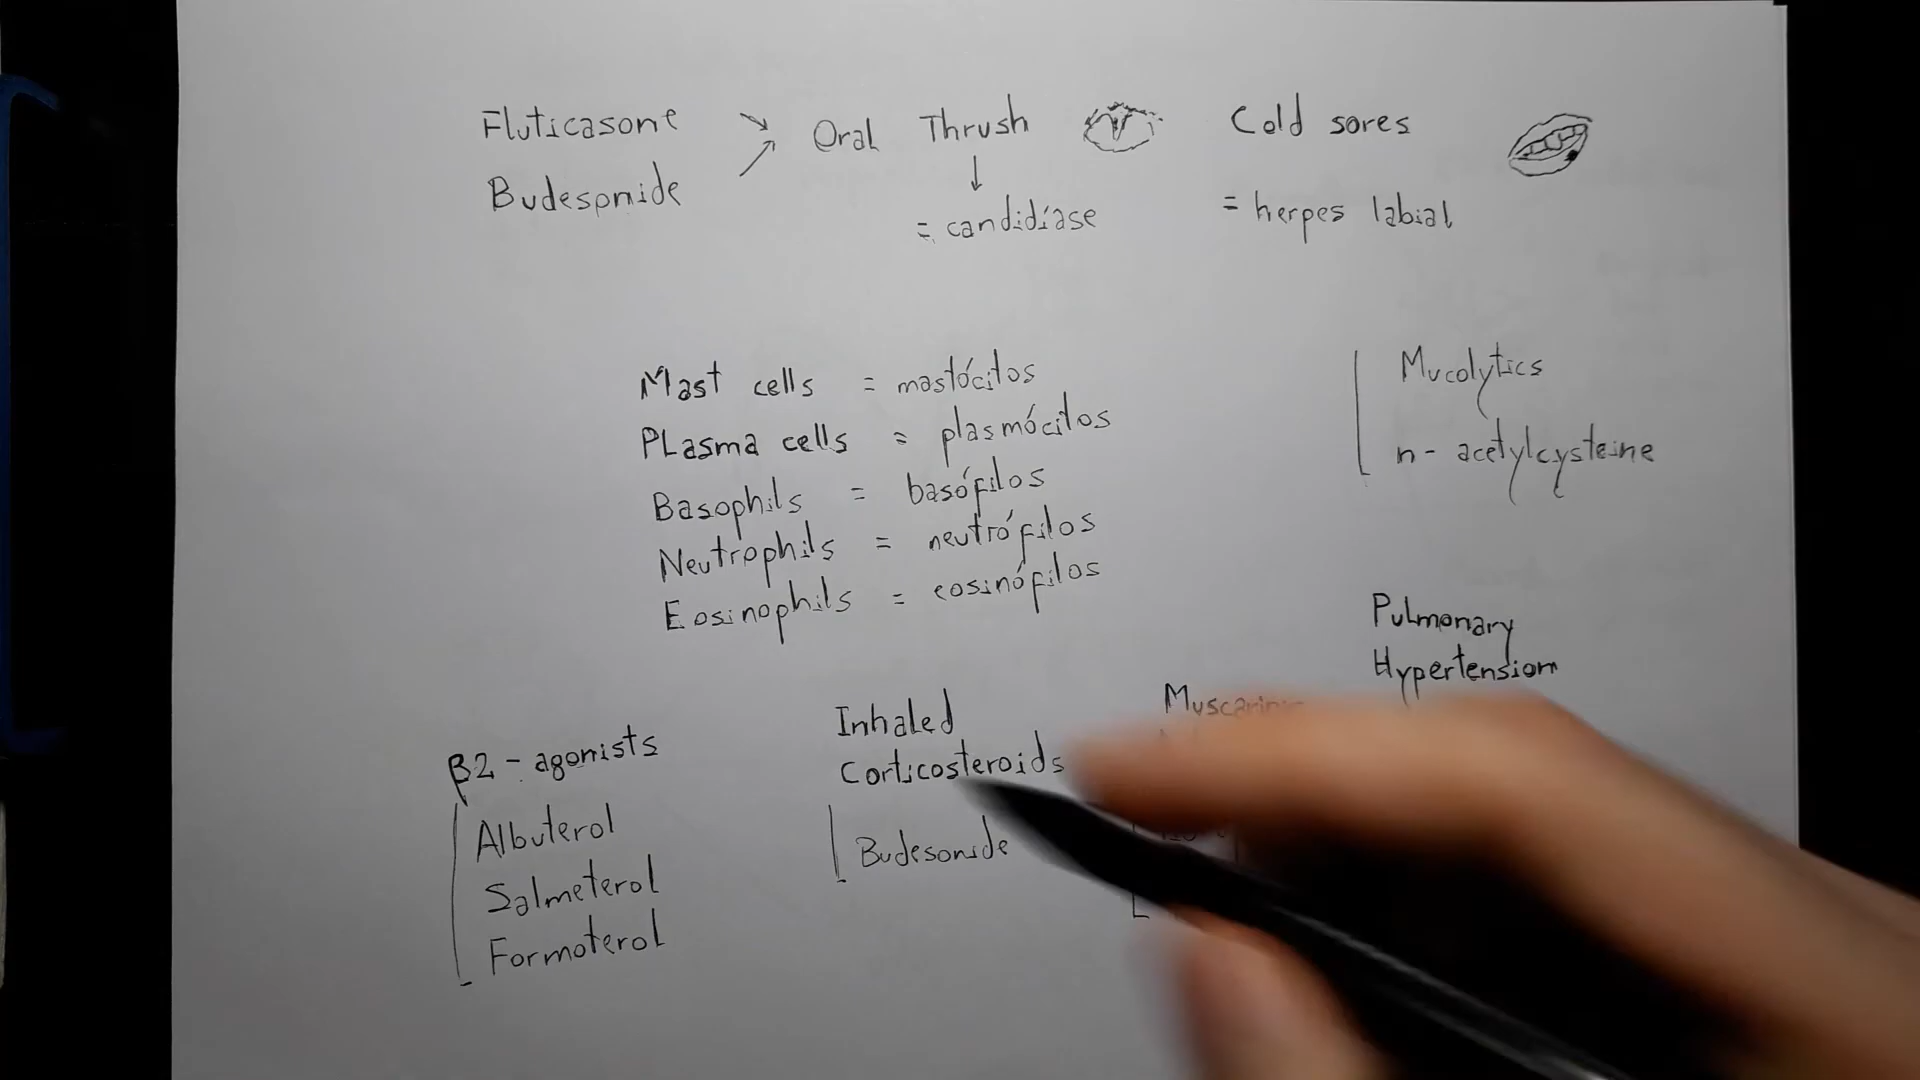 Fluticasone
Budesonide
Oral Thrush
= candidíase
Cold sores
= herpes labial
Mast cells = mastócitos
PLasma cells = plasmócitos
Basophils = basófilos
Neutrophils = neutrófilos
Eosinophils = eosinófilos
Mucolytics
n- acetylcysteine
β2 - agonists
Albuterol
Salmeterol
Formoterol
Inhaled
Corticosteroids
Budesonide
Pulmonary
Hypertension